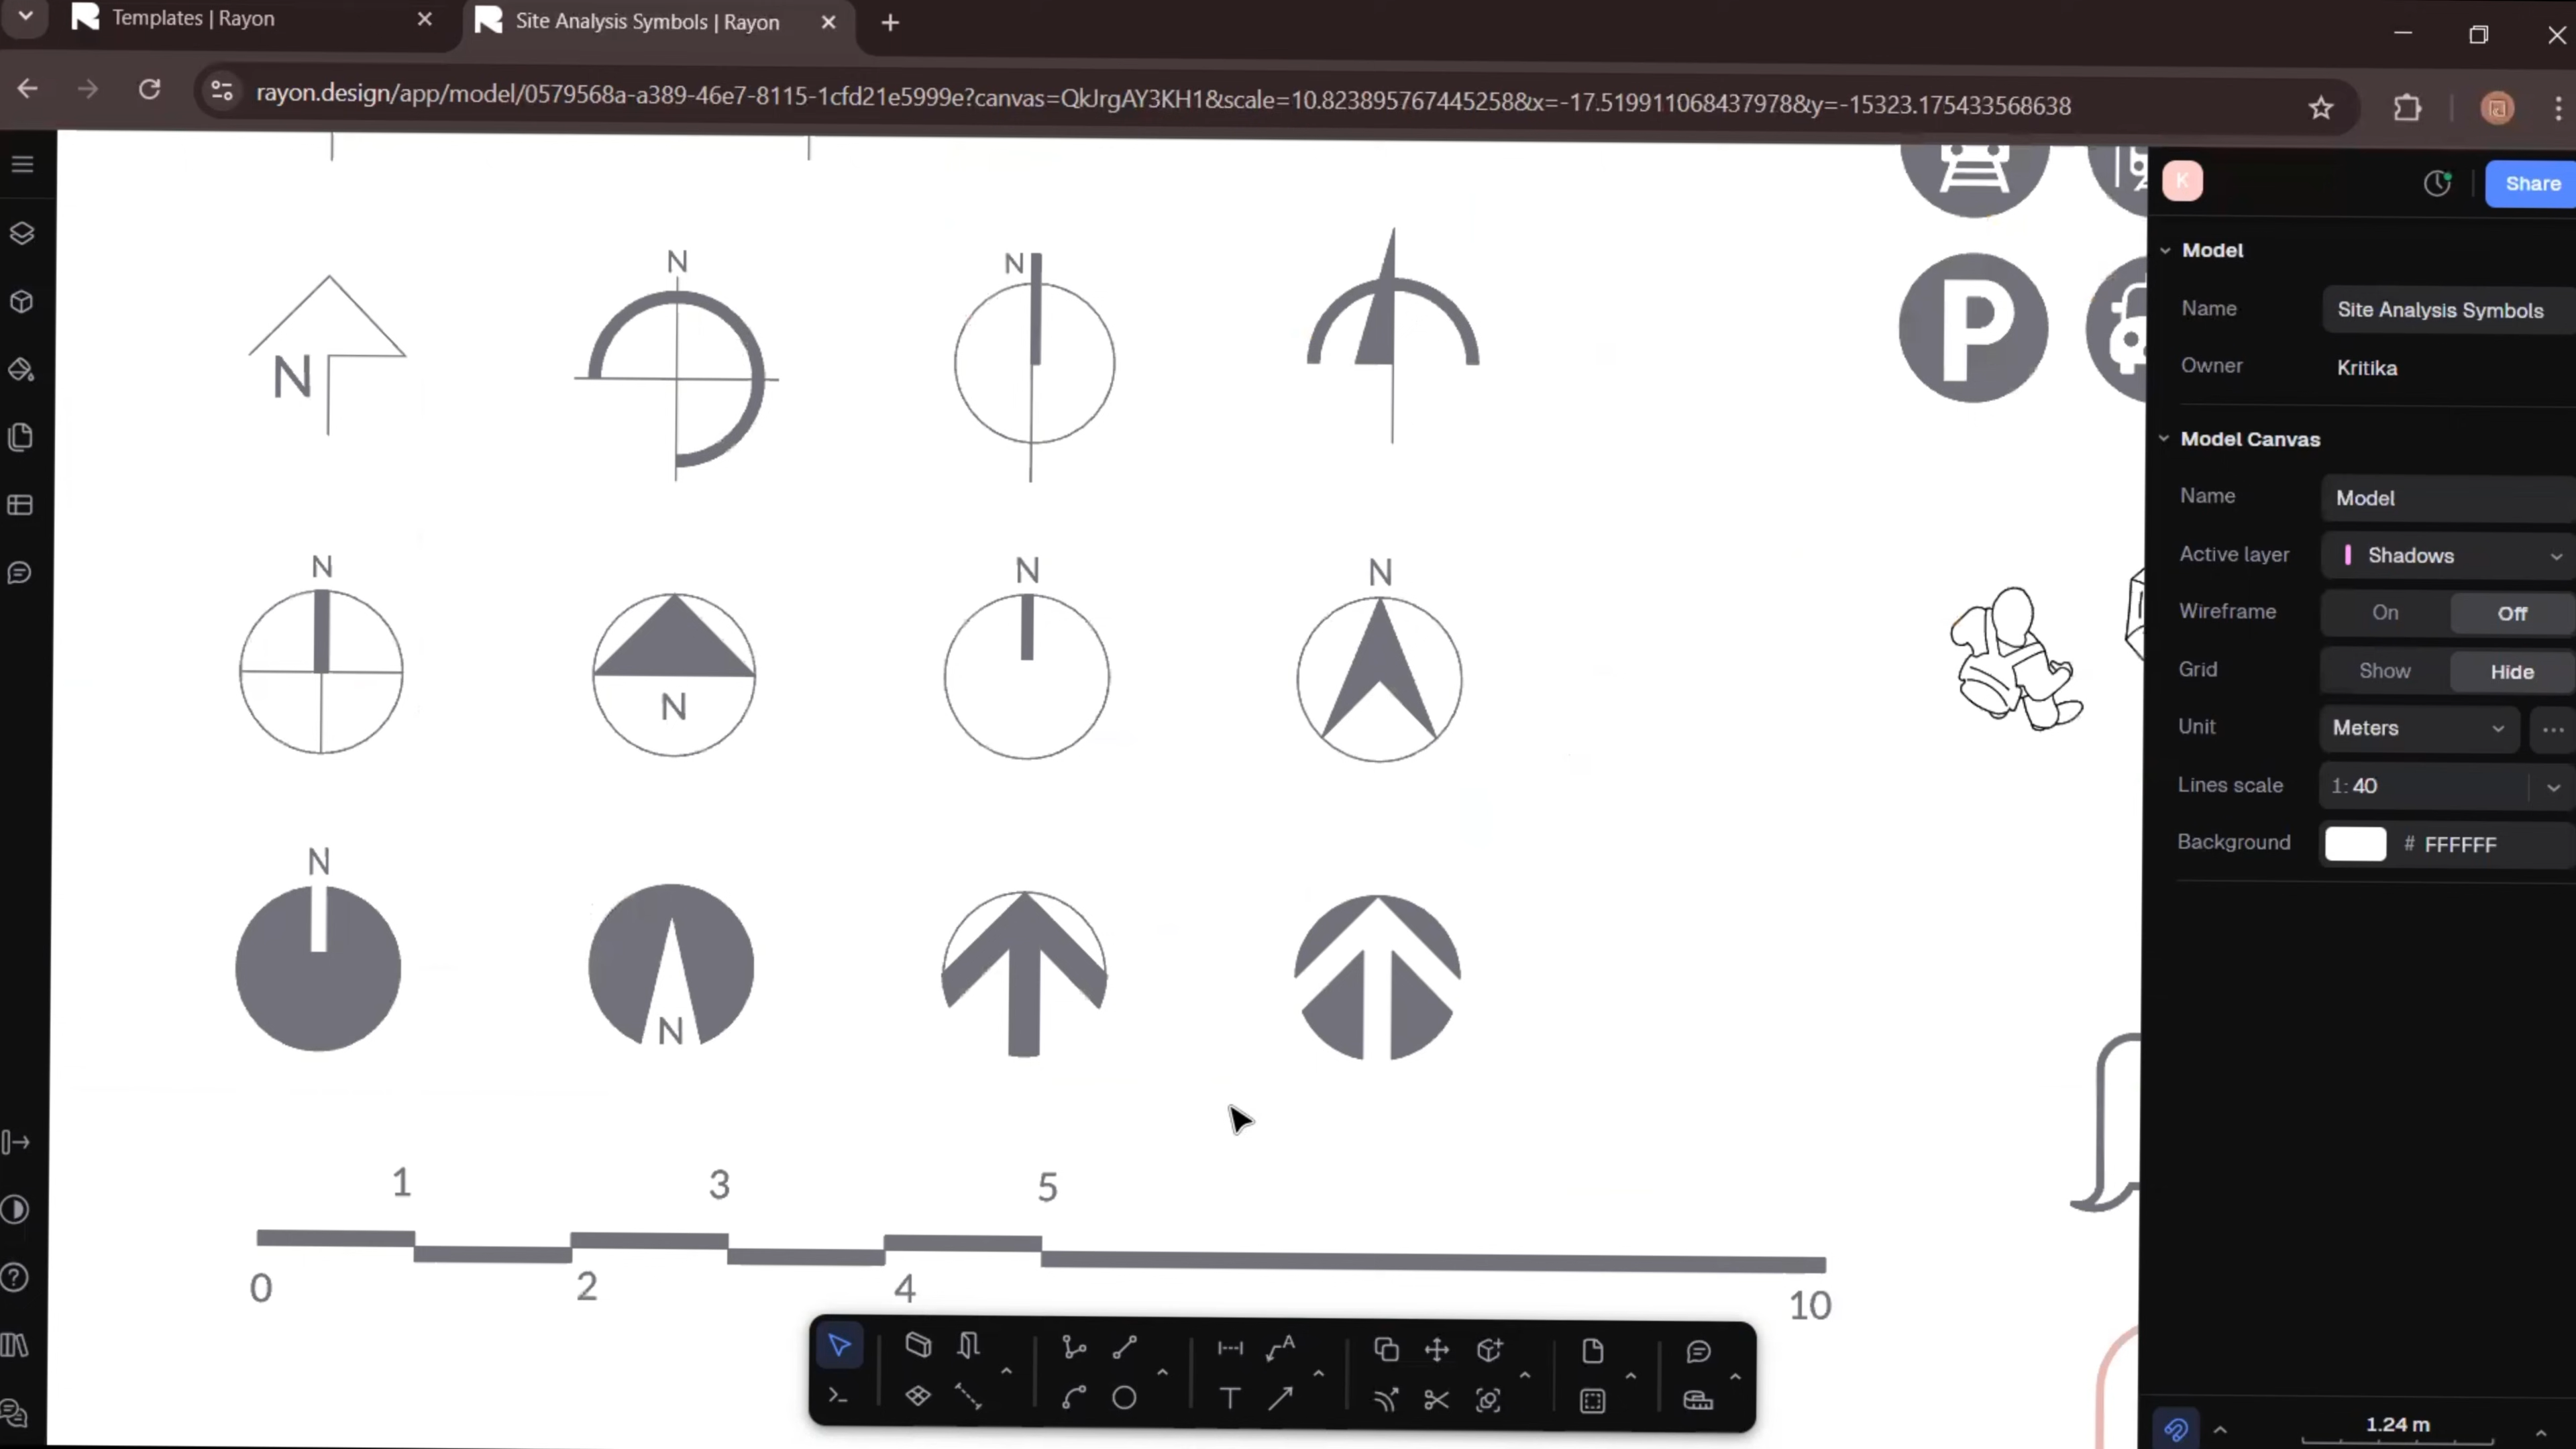 Templates | Rayon
Site Analysis Symbols | Rayon
rayon.design/app/model/0579568a-a389-46e7-8115-1cfd21e5999e?canvas=QkJrgAY3KH1&scale=10.823895767445258&x=-17.5199110684379788&y=-15323.175433568638
K
Share
Model
Name
Site Analysis Symbols
Owner
Kritika
Model Canvas
Name
Model
Active layer
Shadows
Wireframe
On
Off
Grid
Show
Hide
Unit
Meters
Lines scale
1: 40
Background
# FFFFFF
N
N
N
P
N
N
N
N
N
N
1
3
5
0
2
4
10
1.24 m